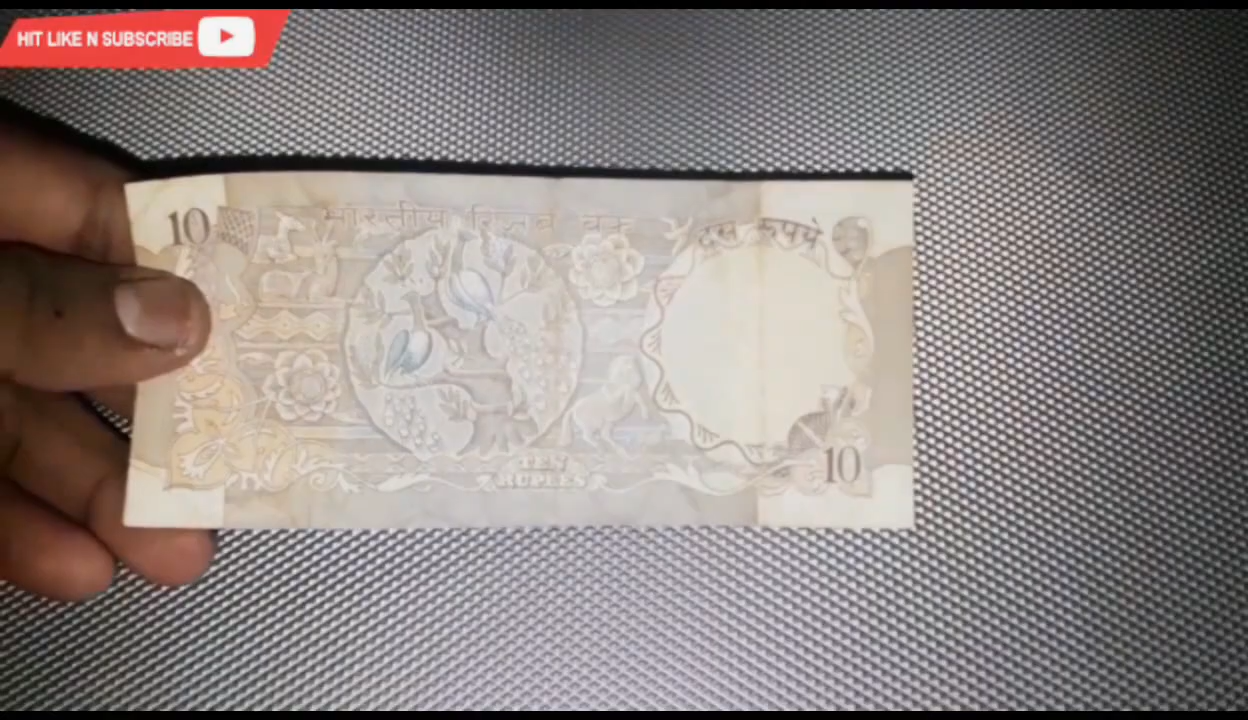 HIT LIKE N SUBSCRIBE
10
भारतीय रिज़र्व बैंक
दस रूपये
TEN
RUPEES
10